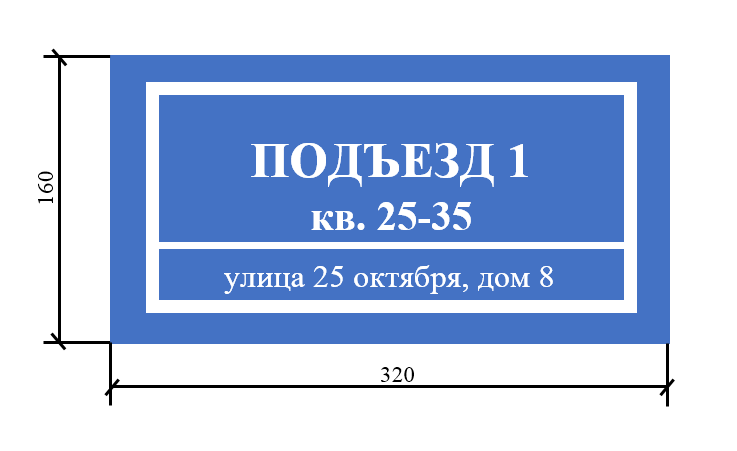 ПОДЪЕЗД 1
кв. 25-35
улица 25 октября, дом 8
160
320